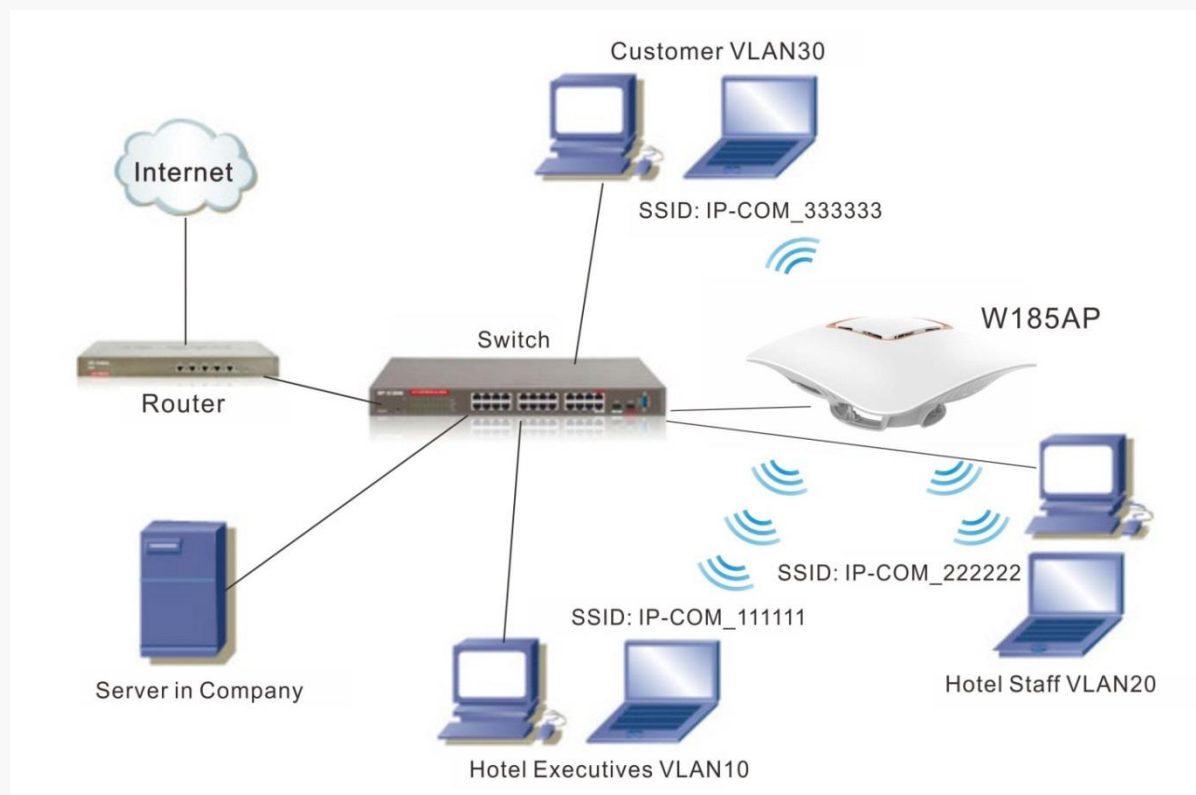 Customer VLAN30
Internet
SSID: IP-COM_333333
W185AP
Switch
Router
SSID: IP-COM_222222
SSID: IP-COM_111111
Server in Company
Hotel Staff VLAN20
Hotel Executives VLAN10